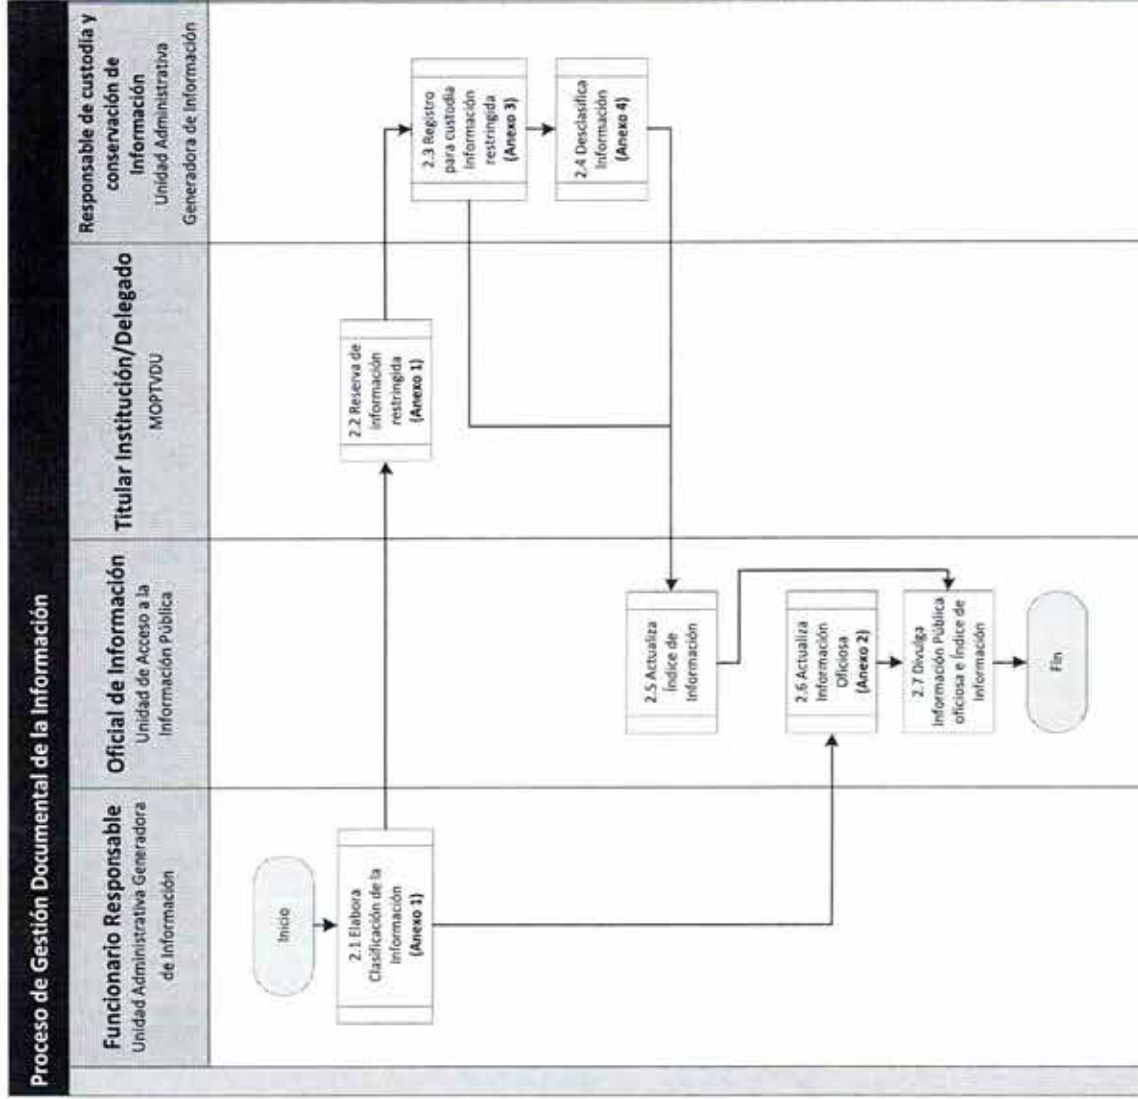 Proceso de Gestión Documental de la Información
Funcionario Responsable
Unidad Administrativa Generadora
de Información
Oficial de Información
Unidad de Acceso a la
Información Pública
Titular Institución/Delegado
MOPTVDU
Responsable de custodia y
conservación de
Información
Unidad Administrativa
Generadora de Información
Inicio
2.1 Elabora
Clasificación de la
Información
(Anexo 1)
2.2 Reserva de
información
restringida
(Anexo 1)
2.3 Registro
para custodia
Información
restringida
(Anexo 3)
2.4 Desclasifica
Información
(Anexo 4)
2.5 Actualiza
Índice de
Información
2.6 Actualiza
Información
Oficiosa
(Anexo 2)
2.7 Divulga
Información Pública
oficiosa e Índice de
Información
Fin